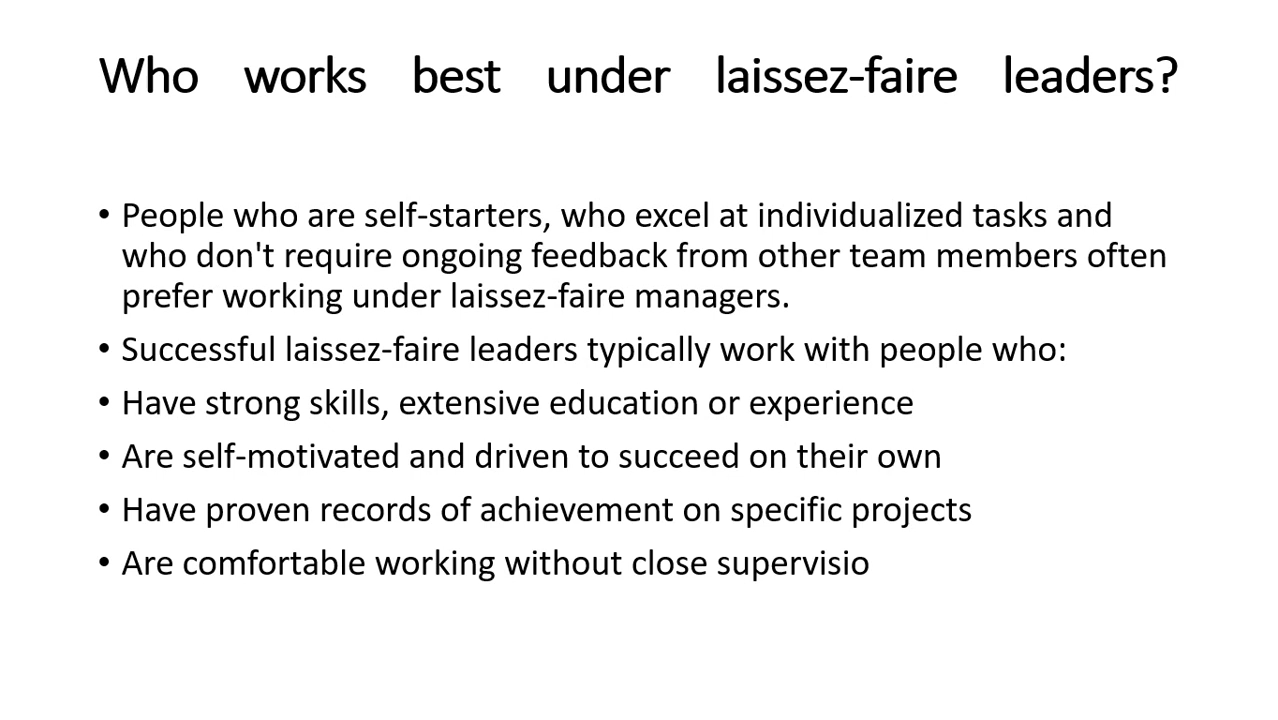 Who works best under laissez-faire leaders?
• People who are self-starters, who excel at individualized tasks and
who don't require ongoing feedback from other team members often
prefer working under laissez-faire managers.
• Successful laissez-faire leaders typically work with people who:
• Have strong skills, extensive education or experience
• Are self-motivated and driven to succeed on their own
• Have proven records of achievement on specific projects
• Are comfortable working without close supervisio